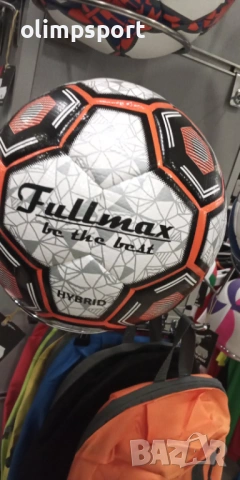 olimpsport
Fullmax
be the best
HYBRID
BAZAR